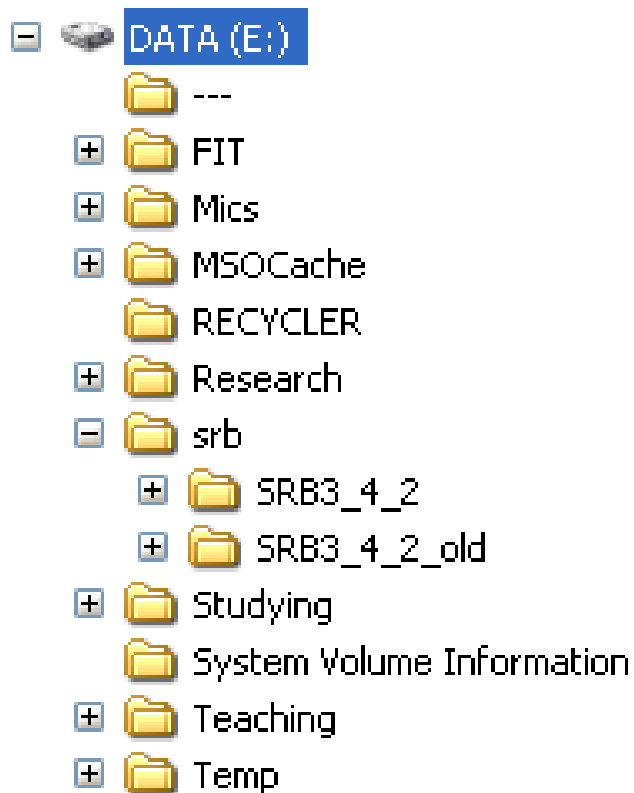 DATA (E:)
---
FIT
Mics
MSOCache
RECYCLER
Research
srb
SRB3_4_2
SRB3_4_2_old
Studying
System Volume Information
Teaching
Temp